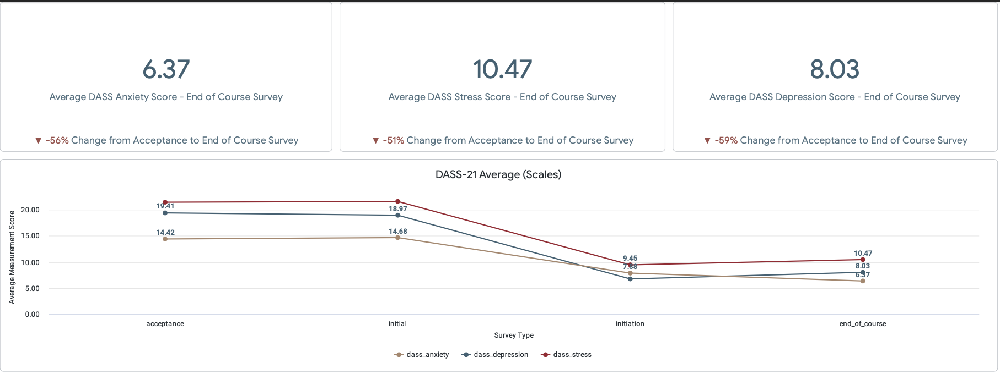 6.37
Average DASS Anxiety Score - End of Course Survey
▼ -56% Change from Acceptance to End of Course Survey
10.47
Average DASS Stress Score - End of Course Survey
▼ -51% Change from Acceptance to End of Course Survey
8.03
Average DASS Depression Score - End of Course Survey
▼ -59% Change from Acceptance to End of Course Survey
DASS-21 Average (Scales)
Average Measurement Score
20.00
15.00
10.00
5.00
0.00
19.41
14.42
18.97
14.68
9.45
7.88
10.47
8.03
6.37
acceptance
initial
initiation
end_of_course
Survey Type
dass_anxiety
dass_depression
dass_stress